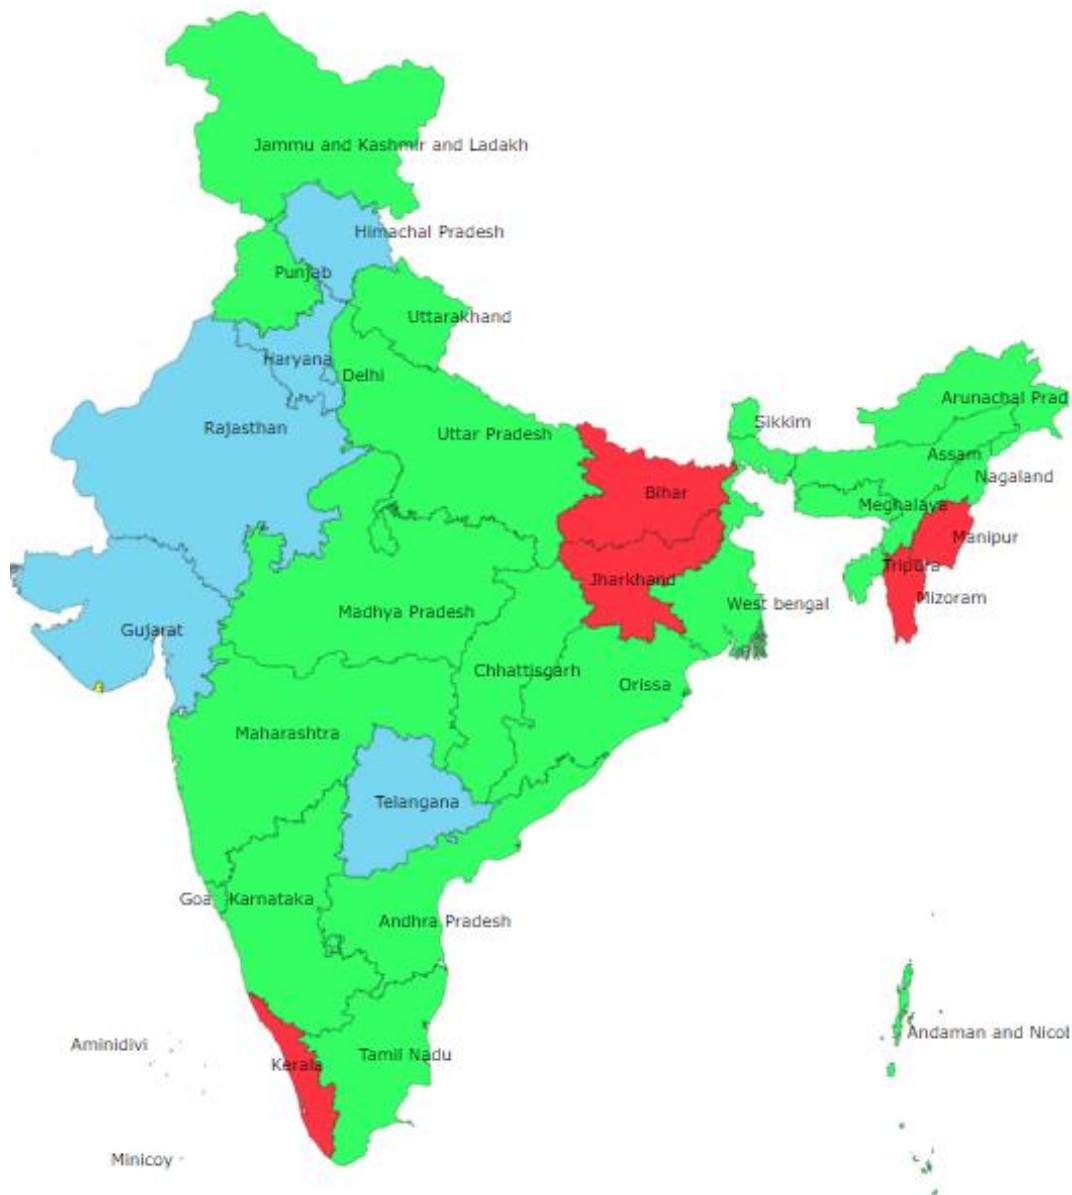 Jammu and Kashmir and Ladakh
Himachal Pradesh
Punjab
Uttarakhand
Haryana
Delhi
Arunachal Prad
Sikkim
Rajasthan
Uttar Pradesh
Assam
Nagaland
Bihar
Meghalaya
Manipur
Tripura
Jharkhand
Mizoram
West bengal
Madhya Pradesh
Gujarat
Chhattisgarh
Orissa
Maharashtra
Telangana
Goa
Karnataka
Andhra Pradesh
Andaman and Nicol
Aminidivi
Tamil Nadu
Kerala
Minicoy